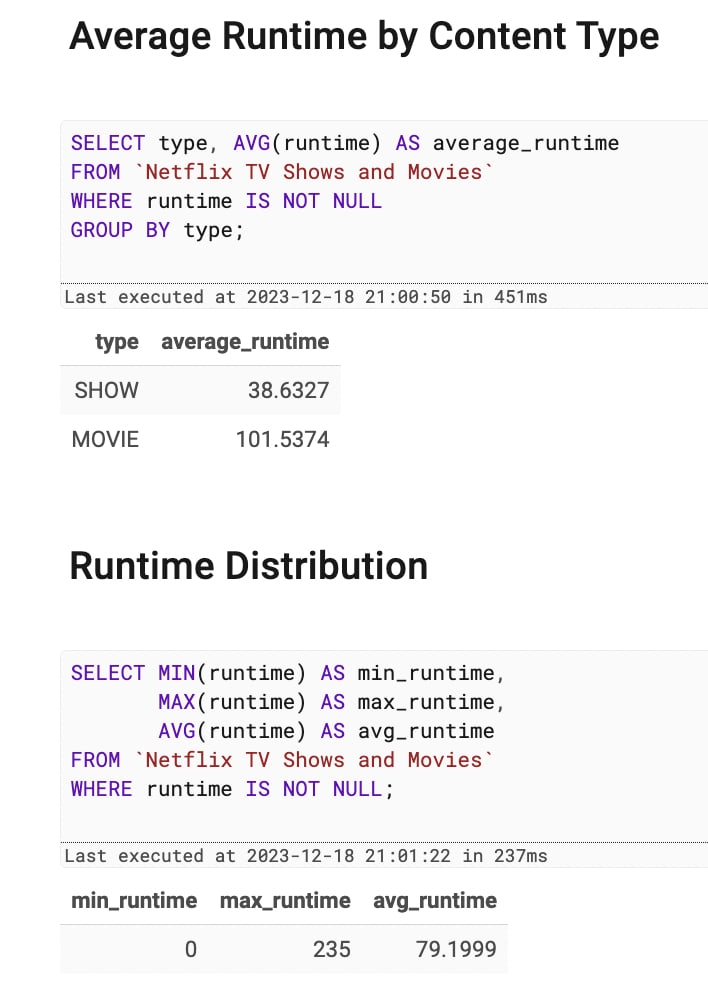 Average Runtime by Content Type
SELECT type, AVG(runtime) AS average_runtime
FROM `Netflix TV Shows and Movies`
WHERE runtime IS NOT NULL
GROUP BY type;
Last executed at 2023-12-18 21:00:50 in 451ms
type average_runtime
SHOW 38.6327
MOVIE 101.5374
Runtime Distribution
SELECT MIN(runtime) AS min_runtime,
MAX(runtime) AS max_runtime,
AVG(runtime) AS avg_runtime
FROM `Netflix TV Shows and Movies`
WHERE runtime IS NOT NULL;
Last executed at 2023-12-18 21:01:22 in 237ms
min_runtime max_runtime avg_runtime
0 235 79.1999